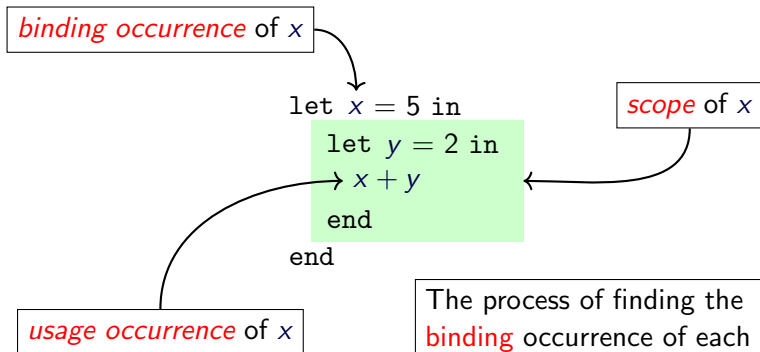 binding occurrence of x
let x = 5 in
scope of x
let y = 2 in
x + y
end
end
usage occurrence of x
The process of finding the
binding occurrence of each